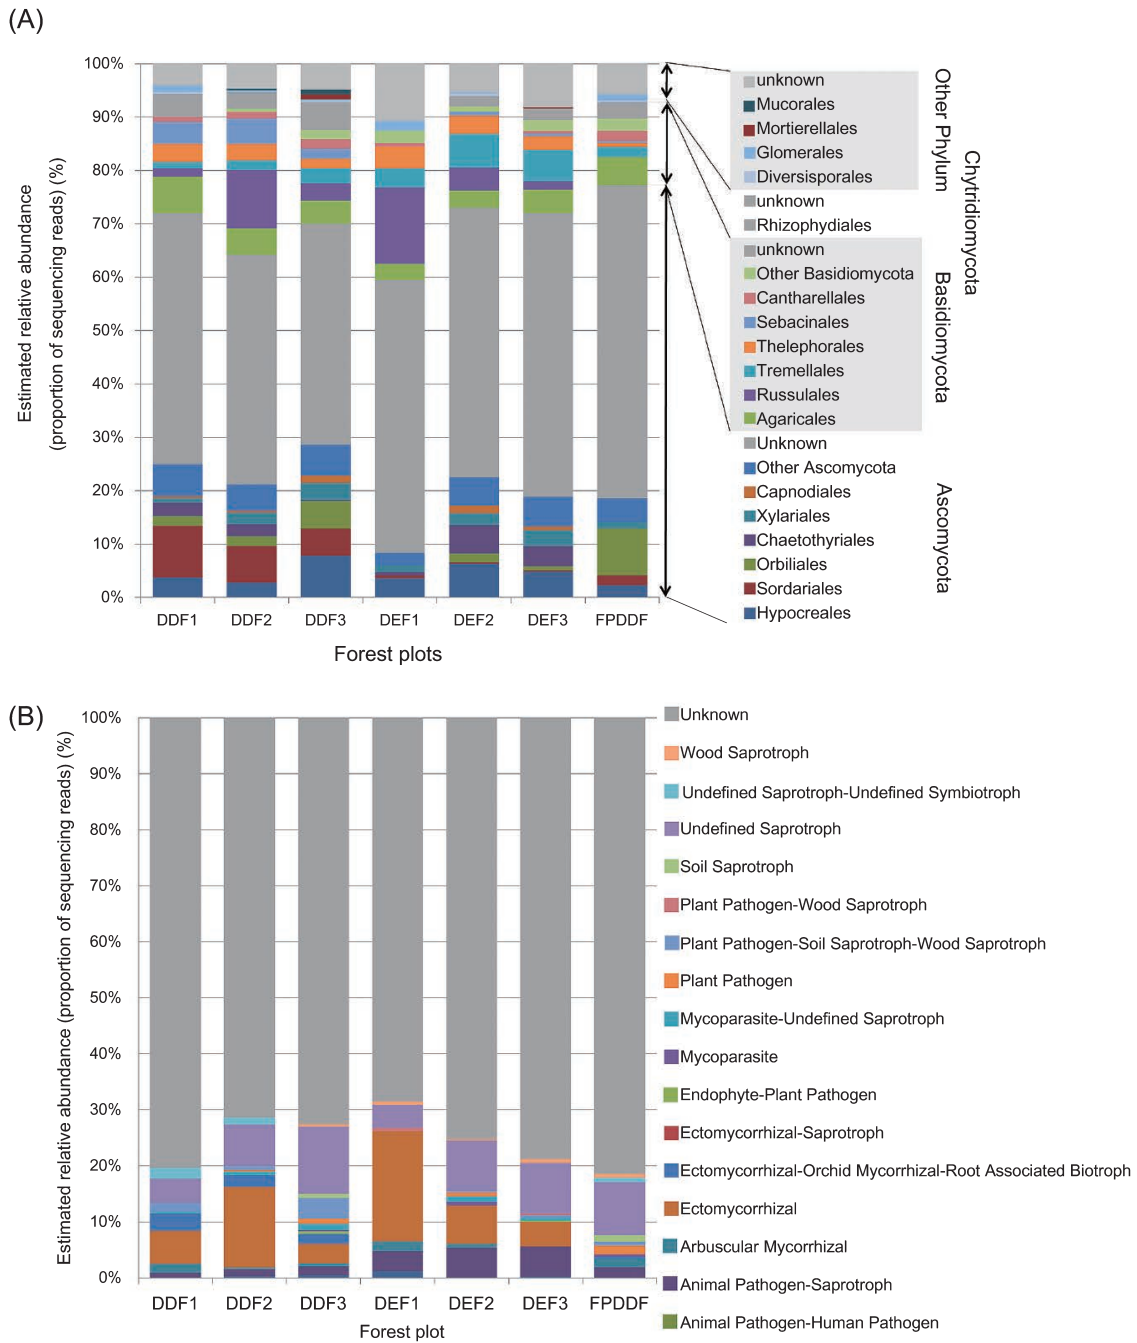 (A)
Estimated relative abundance
(proportion of sequencing reads) (%)
100%
90%
80%
70%
60%
50%
40%
30%
20%
10%
0%
DDF1 DDF2 DDF3 DEF1 DEF2 DEF3 FPDDF
Forest plots
unknown
Mucorales
Mortierellales
Glomerales
Diversisporales
unknown
Rhizophydiales
unknown
Other Basidiomycota
Cantharellales
Sebacinales
Thelephorales
Tremellales
Russulales
Agaricales
Unknown
Other Ascomycota
Capnodiales
Xylariales
Chaetothyriales
Orbiliales
Sordariales
Hypocreales
Other Phylum
Chytridiomycota
Basidiomycota
Ascomycota
(B)
Estimated relative abundance (proportion of sequencing reads) (%)
100%
90%
80%
70%
60%
50%
40%
30%
20%
10%
0%
DDF1 DDF2 DDF3 DEF1 DEF2 DEF3 FPDDF
Forest plot
Unknown
Wood Saprotroph
Undefined Saprotroph-Undefined Symbiotroph
Undefined Saprotroph
Soil Saprotroph
Plant Pathogen-Wood Saprotroph
Plant Pathogen-Soil Saprotroph-Wood Saprotroph
Plant Pathogen
Mycoparasite-Undefined Saprotroph
Mycoparasite
Endophyte-Plant Pathogen
Ectomycorrhizal-Saprotroph
Ectomycorrhizal-Orchid Mycorrhizal-Root Associated Biotroph
Ectomycorrhizal
Arbuscular Mycorrhizal
Animal Pathogen-Saprotroph
Animal Pathogen-Human Pathogen